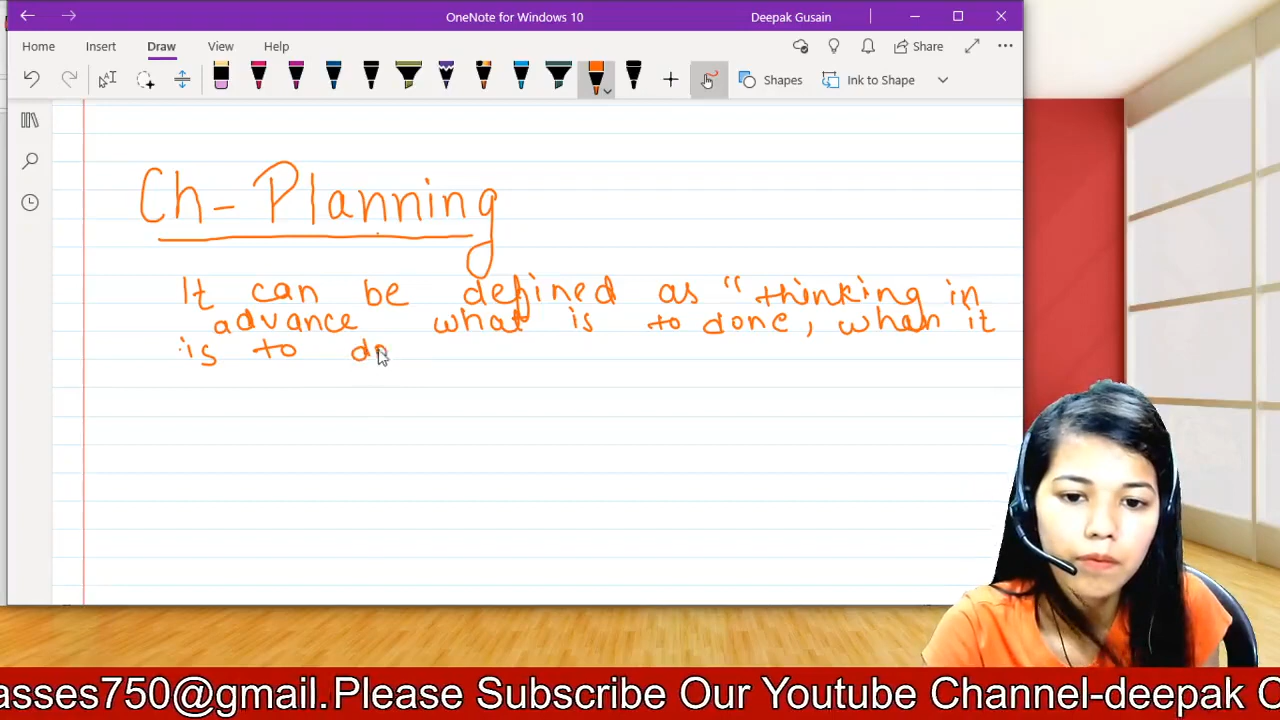 OneNote for Windows 10
Deepak Gusain
Home Insert Draw View Help
Share
Shapes
Ink to Shape
Ch- Planning
It can be defined as " thinking in
advance what is to done, when it
is to do
asses750@gmail.Please Subscribe Our Youtube Channel-deepak C